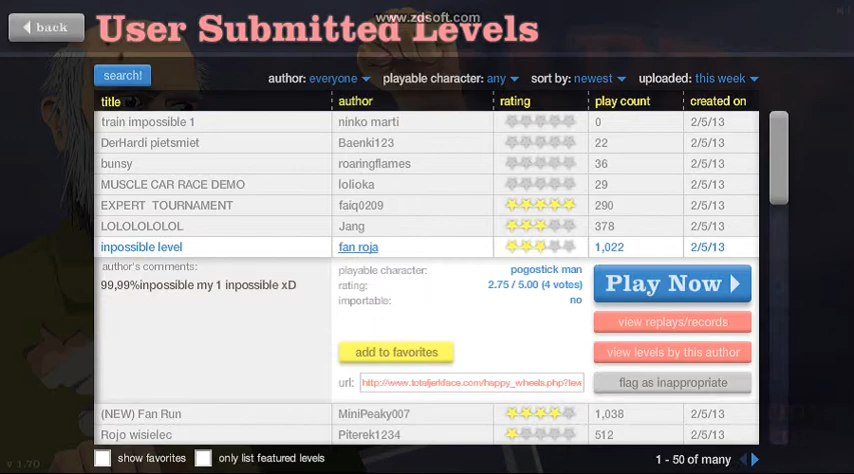 www.zdsoft.com
back
User Submitted Levels
search!
author: everyone playable character: any sort by: newest uploaded: this week
title author rating play count created on
train impossible 1 ninko marti 0 2/5/13
DerHardi pietsmiet Baenki123 22 2/5/13
bunsy roaringflames 36 2/5/13
MUSCLE CAR RACE DEMO lolioka 29 2/5/13
EXPERT TOURNAMENT faiq0209 290 2/5/13
LOLOLOLOLOL Jang 378 2/5/13
inpossible level fan roja 1,022 2/5/13
author's comments:
99,99%inpossible my 1 inpossible xD
playable character: pogostick man
rating: 2.75 / 5.00 (4 votes)
importable: no
add to favorites
url: http://www.totaljerkface.com/happy_wheels.php?lev
Play Now
view replays/records
view levels by this author
flag as inappropriate
(NEW) Fan Run MiniPeaky007 1,038 2/5/13
Rojo wisielec Piterek1234 512 2/5/13
show favorites only list featured levels 1 - 50 of many
v 1.70